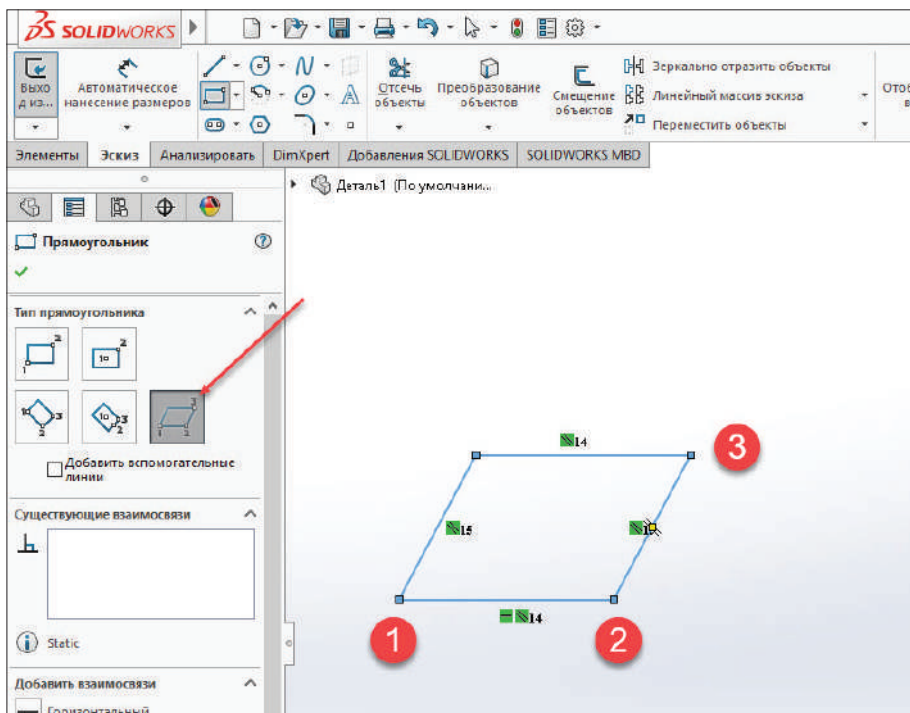 SOLIDWORKS
Выхо
д из...
Автоматическое
нанесение размеров
Отсечь
объекты
Преобразование
объектов
Смещение
объектов
Зеркально отразить объекты
Линейный массив эскиза
Переместить объекты
Элементы Эскиз Анализировать DimXpert Добавления SOLIDWORKS SOLIDWORKS MBD
Деталь1 (По умолчани...
Прямоугольник
Тип прямоугольника
Добавить вспомогательные
линии
Существующие взаимосвязи
Static
Добавить взаимосвязи
Горизонтальный
14
3
15
14
1
2